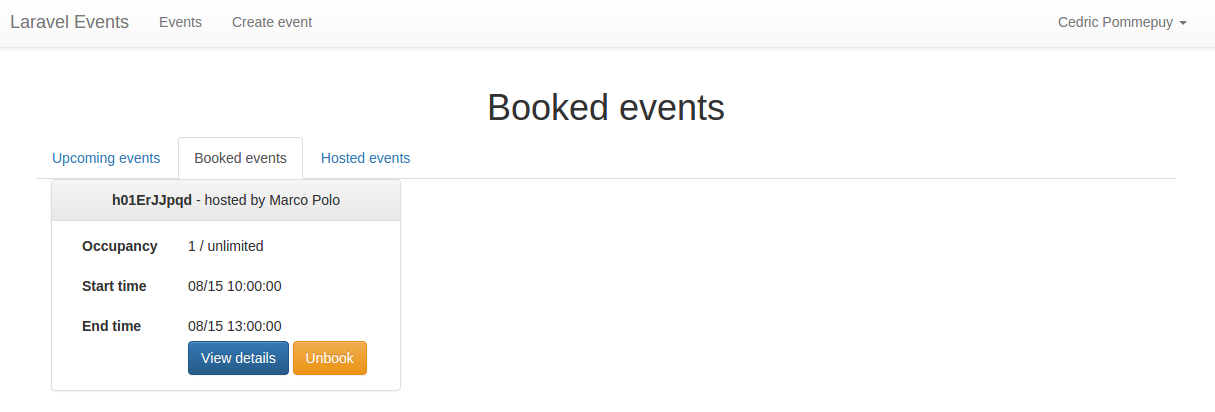 Laravel Events Events Create event Cedric Pommepuy
Booked events
Upcoming events Booked events Hosted events
h01ErJJpqd - hosted by Marco Polo
Occupancy 1 / unlimited
Start time 08/15 10:00:00
End time 08/15 13:00:00
View details Unbook